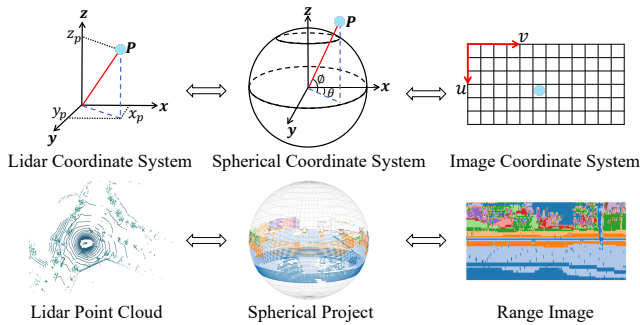 z
z_p
P
y_p
x_p
x
y
Lidar Coordinate System
z
P
ϕ
θ
x
y
Spherical Coordinate System
v
u
Image Coordinate System
Lidar Point Cloud
Spherical Project
Range Image